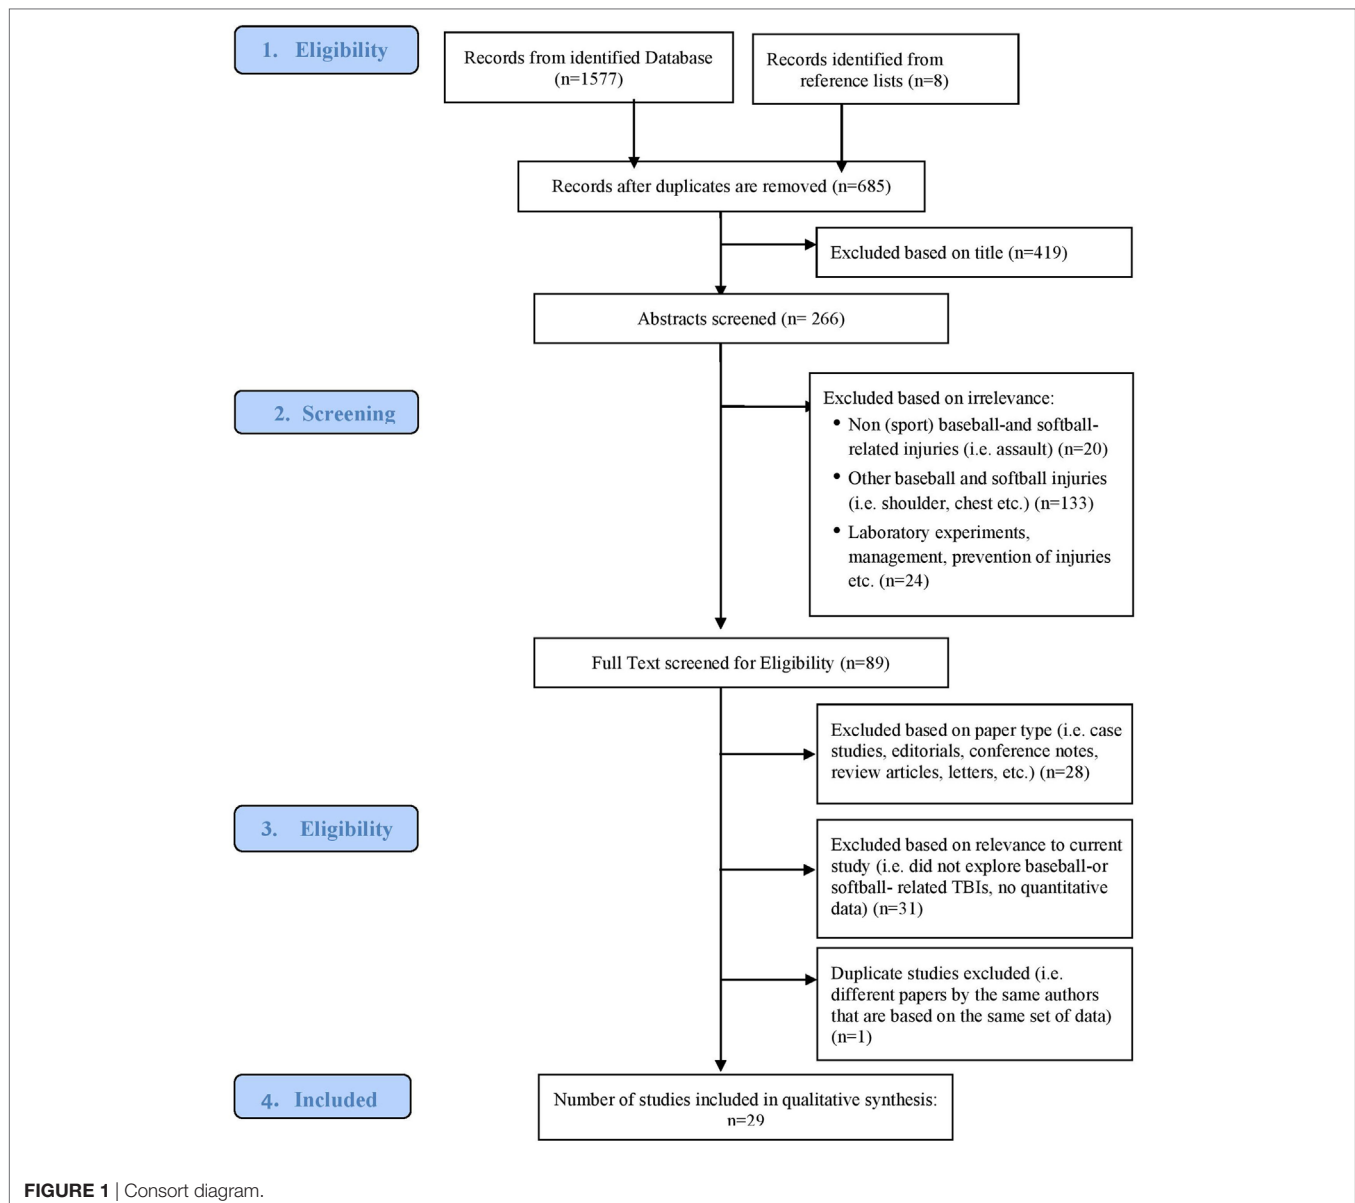 1. Eligibility
Records from identified Database
(n=1577)
Records identified from
reference lists (n=8)
Records after duplicates are removed (n=685)
Excluded based on title (n=419)
Abstracts screened (n= 266)
2. Screening
Excluded based on irrelevance:
• Non (sport) baseball-and softball-
related injuries (i.e. assault) (n=20)
• Other baseball and softball injuries
(i.e. shoulder, chest etc.) (n=133)
• Laboratory experiments,
management, prevention of injuries
etc. (n=24)
Full Text screened for Eligibility (n=89)
Excluded based on paper type (i.e. case
studies, editorials, conference notes,
review articles, letters, etc.) (n=28)
3. Eligibility
Excluded based on relevance to current
study (i.e. did not explore baseball-or
softball- related TBIs, no quantitative
data) (n=31)
Duplicate studies excluded (i.e.
different papers by the same authors
that are based on the same set of data)
(n=1)
4. Included
Number of studies included in qualitative synthesis:
n=29
FIGURE 1 | Consort diagram.